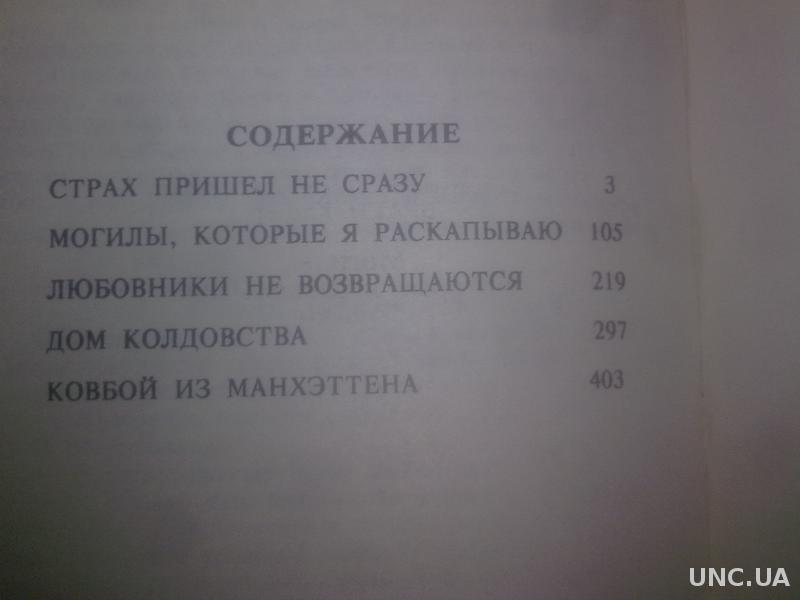 СОДЕРЖАНИЕ
СТРАХ ПРИШЕЛ НЕ СРАЗУ 3
МОГИЛЫ, КОТОРЫЕ Я РАСКАПЫВАЮ 105
ЛЮБОВНИКИ НЕ ВОЗВРАЩАЮТСЯ 219
ДОМ КОЛДОВСТВА 297
КОВБОЙ ИЗ МАНХЭТТЕНА 403
UNC.UA